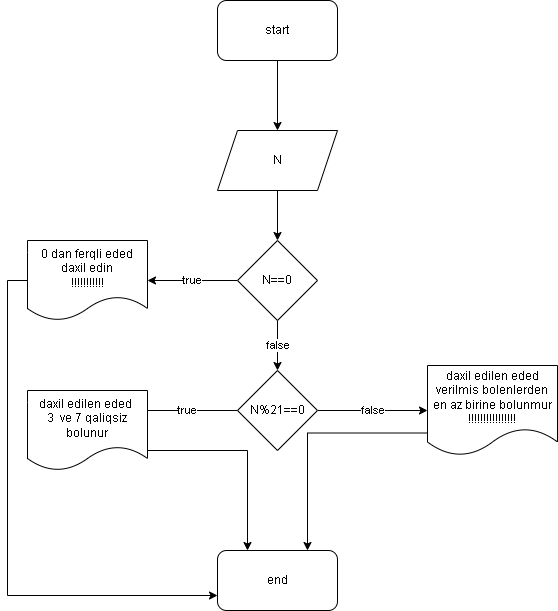 start
N
0 dan ferqli eded
daxil edin
!!!!!!!!!!!
true
N==0
false
daxil edilen eded
3  ve 7 qaliqsiz
bolunur
true
N%21==0
false
daxil edilen eded
verilmis bolenlerden
en az birine bolunmur
!!!!!!!!!!!!!!!!
end